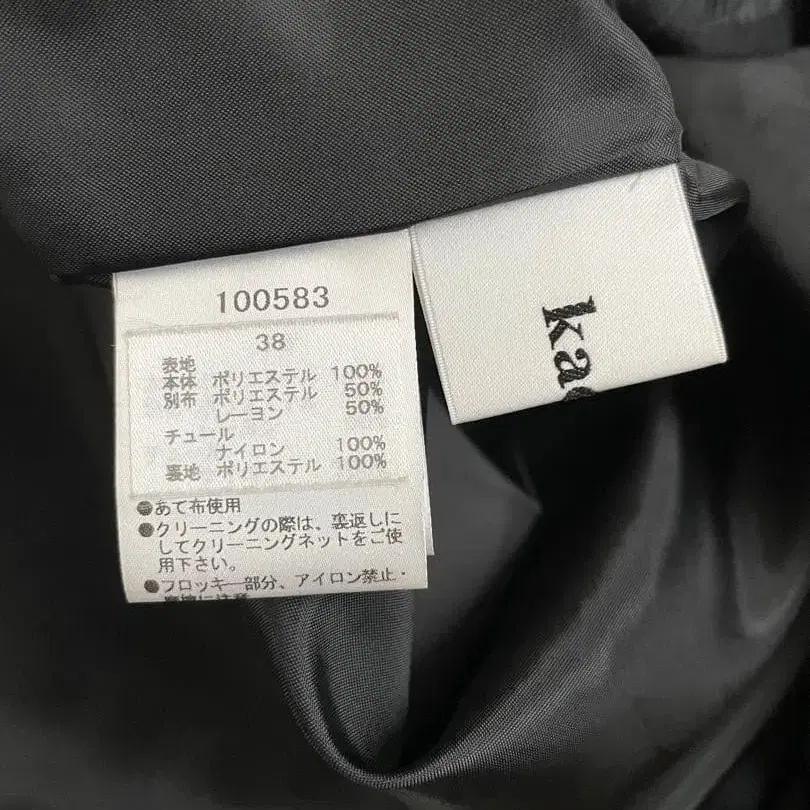 100583
38
表地
本体 ポリエステル 100%
別布 ポリエステル 50%
レーヨン 50%
チュール
ナイロン 100%
裏地 ポリエステル 100%
●あて布使用
●クリーニングの際は、裏返しに
してクリーニングネットをご使
用下さい。
●フロッキー部分、アイロン禁止・
摩擦に注意
ka